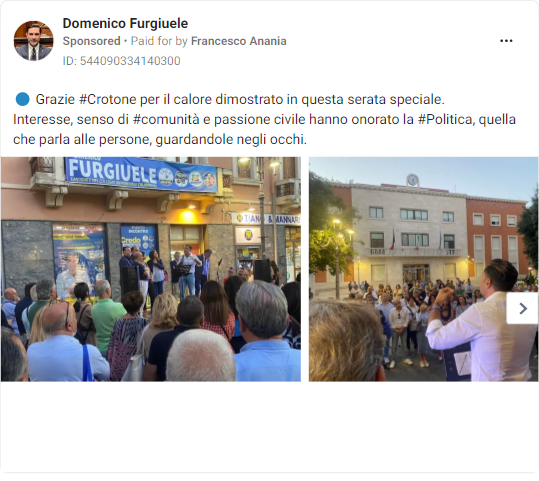 Domenico Furgiuele
Sponsored • Paid for by Francesco Anania
ID: 544090334140300
🔵 Grazie #Crotone per il calore dimostrato in questa serata speciale.
Interesse, senso di #comunità e passione civile hanno onorato la #Politica, quella
che parla alle persone, guardandole negli occhi.
FURGIUELE
Credo